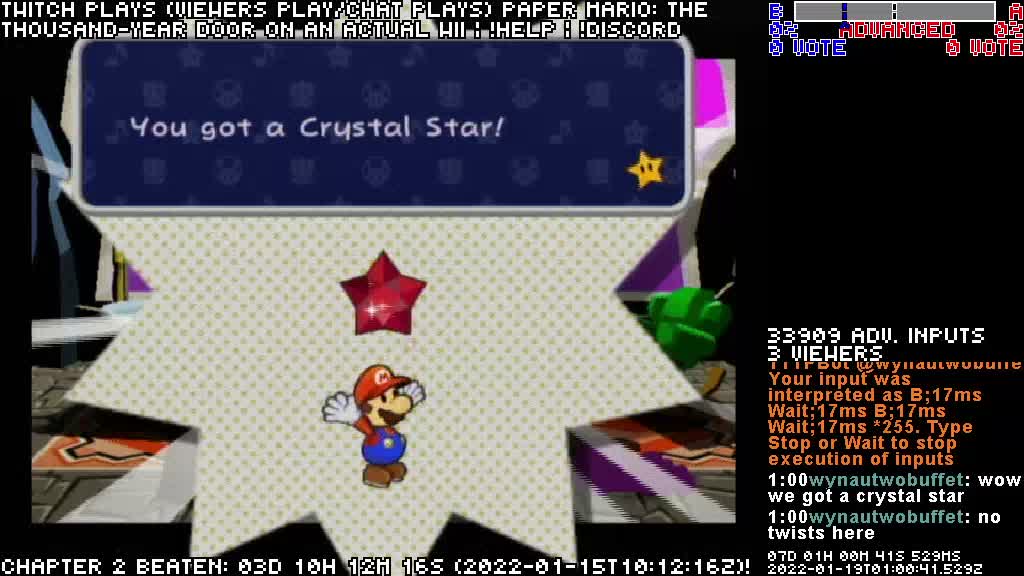 TWITCH PLAYS (VIEWERS PLAY/CHAT PLAYS) PAPER MARIO: THE
THOUSAND-YEAR DOOR ON AN ACTUAL WII | !HELP | !DISCORD
B A
0% ADVANCED 0%
0 VOTE 0 VOTE
You got a Crystal Star!
33909 ADV. INPUTS
3 VIEWERS
Your input was
interpreted as B;17ms
Wait;17ms B;17ms
Wait;17ms *255. Type
Stop or Wait to stop
execution of inputs
1:00wynautwobuffet: wow
we got a crystal star
1:00wynautwobuffet: no
twists here
07D 01H 00M 41S 529MS
2022-01-19T01:00:41.529Z
CHAPTER 2 BEATEN: 03D 10H 12M 16S (2022-01-15T10:12:16Z)!